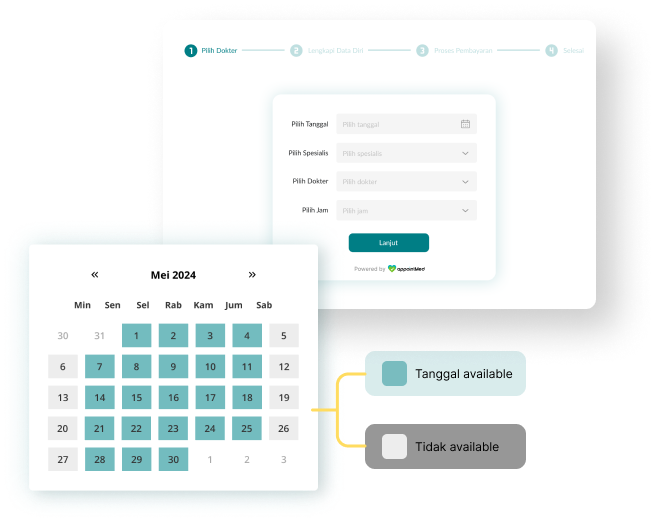 1 Pilih Dokter 2 Lengkapi Data Diri 3 Proses Pembayaran 4 Selesai
Pilih Tanggal Pilih tanggal
Pilih Spesialis Pilih spesialis
Pilih Dokter Pilih dokter
Pilih Jam Pilih jam
Lanjut
Powered by appointMed
« Mei 2024 »
Min Sen Sel Rab Kam Jum Sab
30 31 1 2 3 4 5
6 7 8 9 10 11 12
13 14 15 16 17 18 19
20 21 22 23 24 25 26
27 28 29 30 1 2 3
Tanggal available
Tidak available